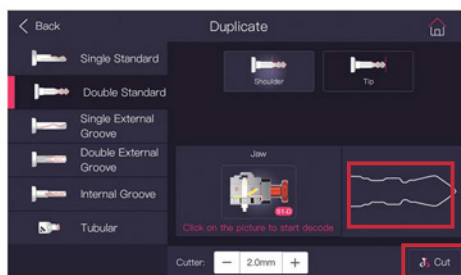 Back
Duplicate
Single Standard
Double Standard
Single External
Groove
Double External
Groove
Internal Groove
Tubular
Shoulder
Tip
Jaw
S1-D
Click on the picture to start decode
Cutter:
− 2.0mm +
Cut